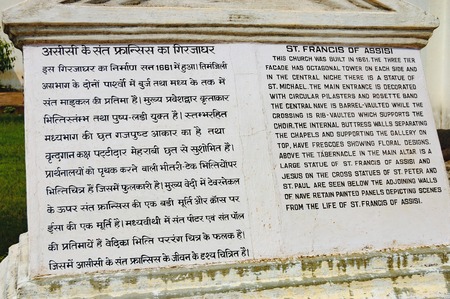 असीसी के संत फ्रान्सिस का गिरजाघर
इस गिरजाघर का निर्माण सन १६६१ में हुआ। तिमंजिली
अग्रभाग के दोनों पार्श्वों में बुर्ज तथा मध्य के तक में
संत माइकल की प्रतिमा है। मुख्य प्रवेशद्वार वृत्ताकार
भित्तिस्तंभ तथा पुष्प-लड़ी युक्त है। स्तम्भरहित
मध्यभाग की छत गजपृष्ट आकार का है तथा
वृन्दगान कक्ष पट्टीदार मेहराबी छत से सुशोभित है।
प्रार्थनालयों को पृथक करने वाली भीतरी-टेक भित्तियोंपर
भित्तिचित्र हैं जिसमें फुलकारी है। मुख्य वेदी में टेबरनेकल
के ऊपर संत फ्रान्सिस की एक बड़ी मूर्ति और क्रॉस पर
ईसा की एक मूर्ति है। मध्यवीथी में संत पीटर एवं संत पॉल
की प्रतिमायें हैं वेदिका भित्ति पररंग चित्र के फलक है।
जिसमें आसीसी के संत फ्रान्सिस के जीवन के दृश्य चित्रित है।
ST. FRANCIS OF ASSISI
THIS CHURCH WAS BUILT IN 1661. THE THREE TIER
FACADE HAS OCTAGONAL TOWER ON EACH SIDE AND
IN THE CENTRAL NICHE THERE IS A STATUE OF
ST. MICHAEL. THE MAIN ENTRANCE IS DECORATED
WITH CIRCULAR PILASTERS AND ROSETTE BAND
THE CENTRAL NAVE IS BARREL-VAULTED WHILE THE
CROSSING IS RIB-VAULTED WHICH SUPPORTS THE
CHOIR. THE INTERNAL BUTTRESS WALLS SEPARATING
THE CHAPELS AND SUPPORTING THE GALLERY ON
TOP, HAVE FRESCOES SHOWING FLORAL DESIGNS.
ABOVE THE TABERNACLE IN THE MAIN ALTAR IS A
LARGE STATUE OF ST. FRANCIS OF ASSISI AND
JESUS ON THE CROSS STATUES OF ST. PETER AND
ST. PAUL ARE SEEN BELOW THE ADJOINING WALLS
OF NAVE RETAIN PAINTED PANELS DEPICTING SCENES
FROM THE LIFE OF ST. FRANCIS OF ASSISI.